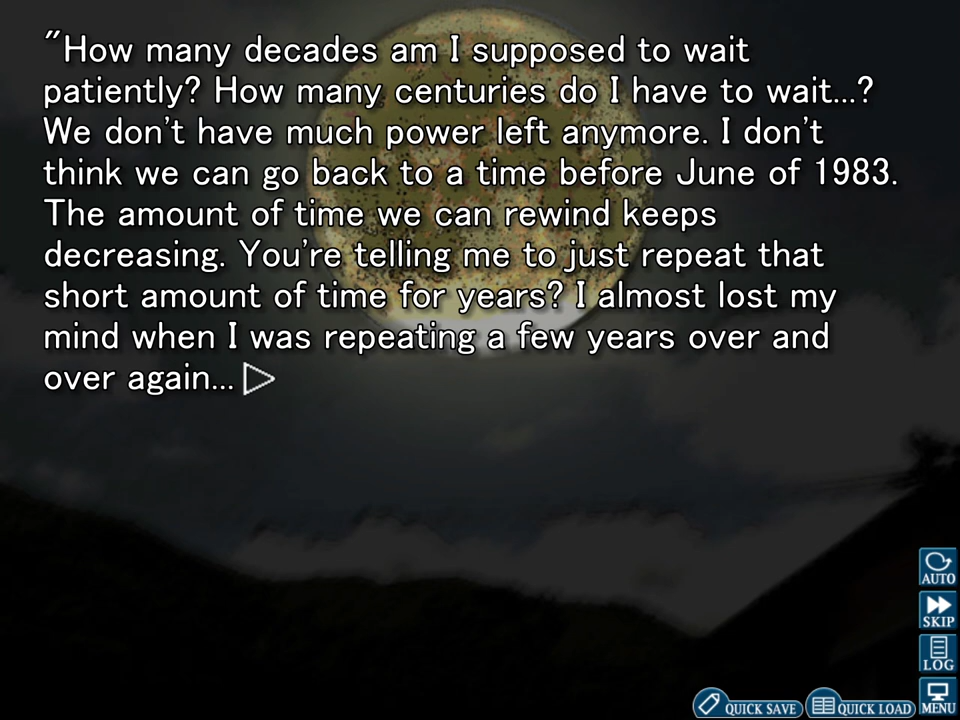 "How many decades am I supposed to wait
patiently? How many centuries do I have to wait...?
We don't have much power left anymore. I don't
think we can go back to a time before June of 1983.
The amount of time we can rewind keeps
decreasing. You're telling me to just repeat that
short amount of time for years? I almost lost my
mind when I was repeating a few years over and
over again...
AUTO
SKIP
LOG
MENU
QUICK SAVE
QUICK LOAD